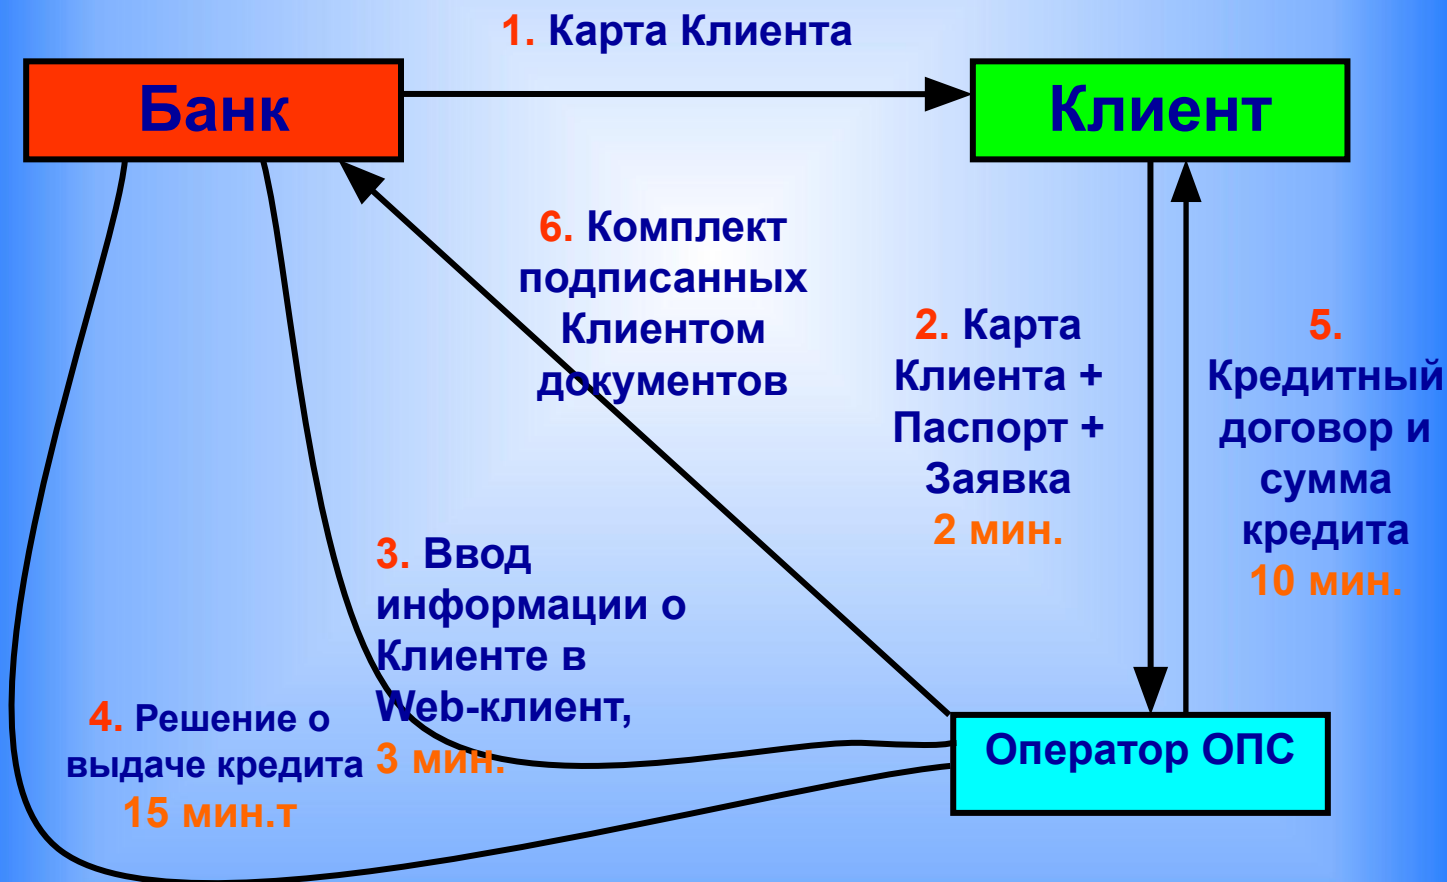 1. Карта Клиента
Банк
Клиент
6. Комплект
подписанных
Клиентом
документов
2. Карта
Клиента +
Паспорт +
Заявка
2 мин.
5.
Кредитный
договор и
сумма
кредита
10 мин.
3. Ввод
информации о
Клиенте в
Web-клиент,
3 мин.
4. Решение о
выдаче кредита
15 мин.т
Оператор ОПС